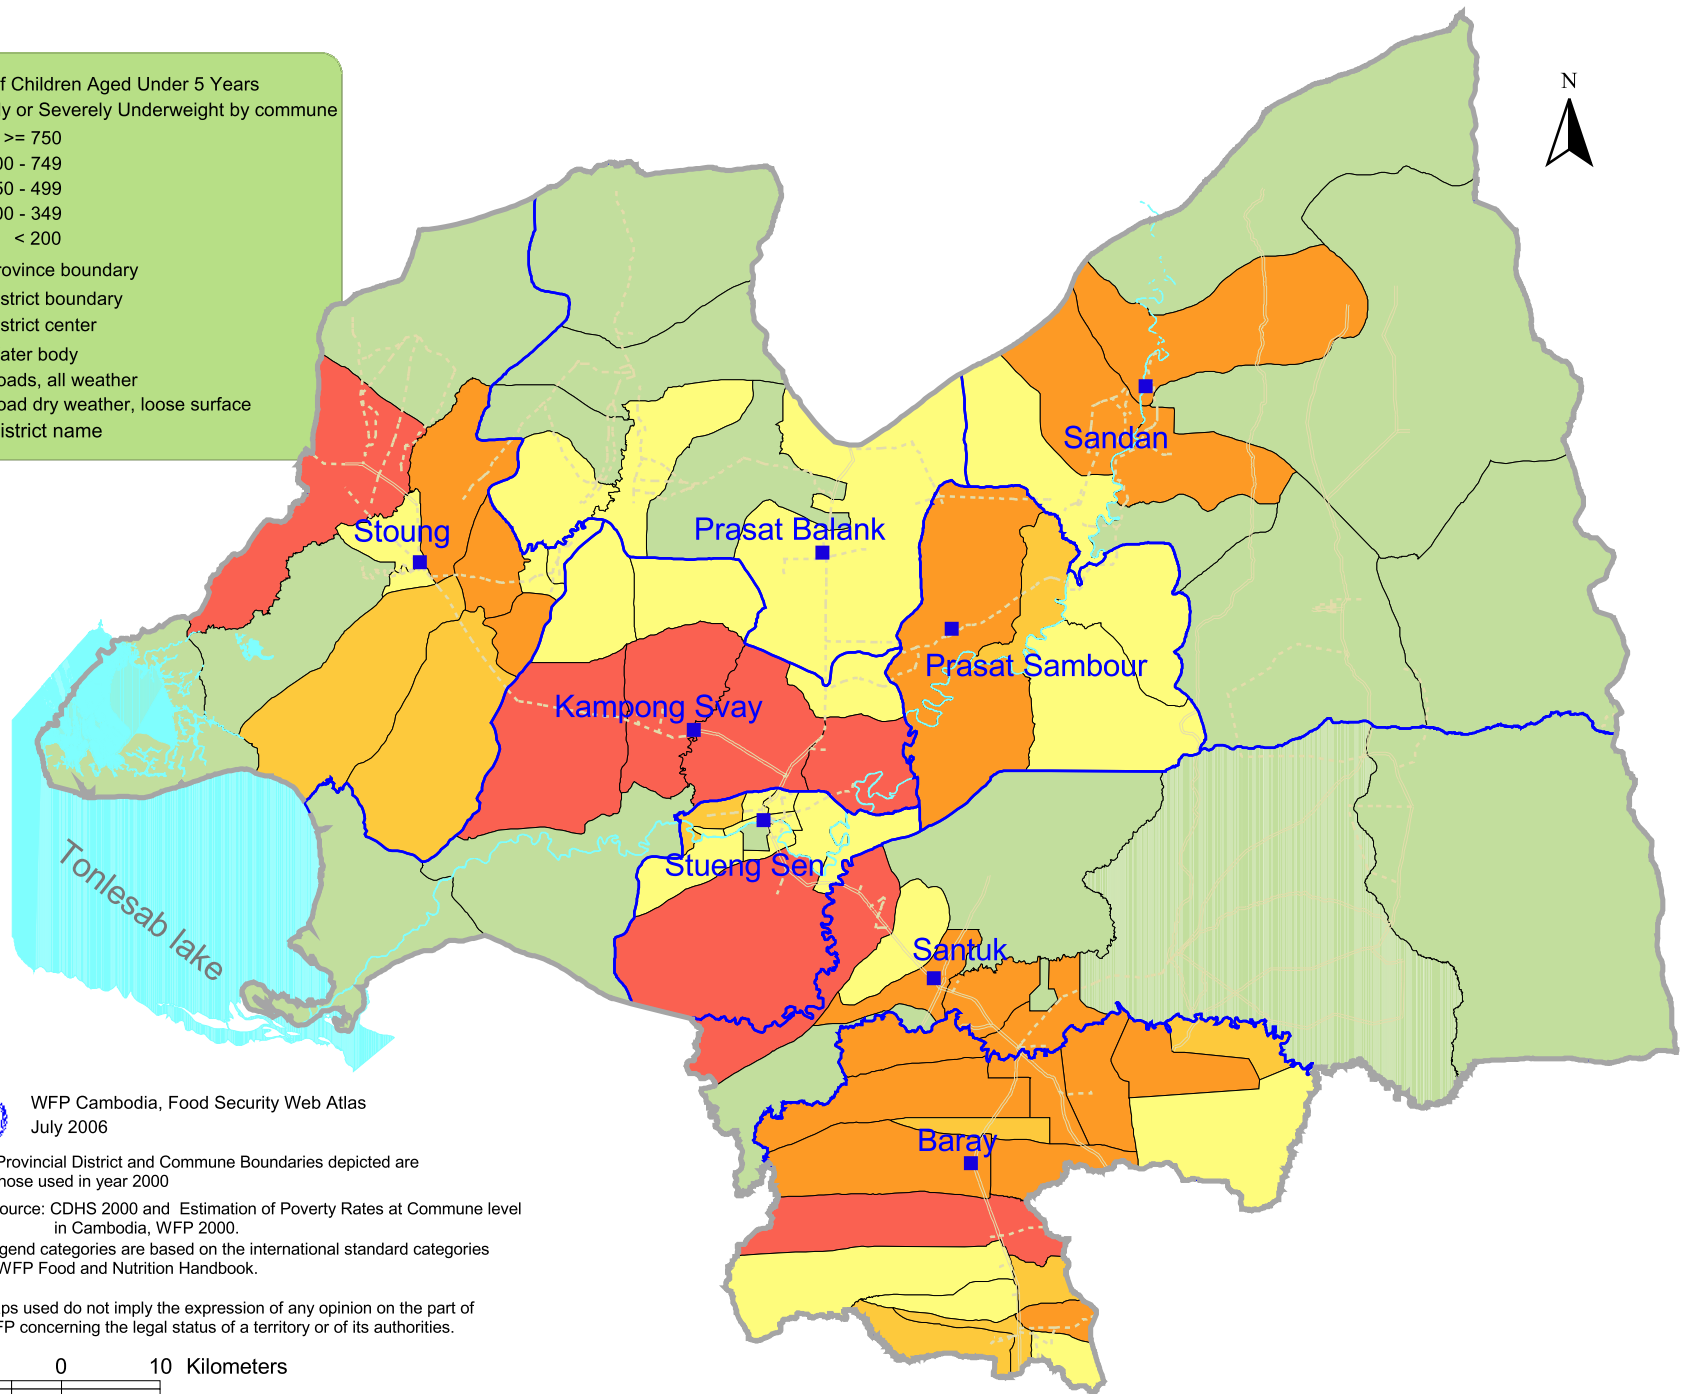 f Children Aged Under 5 Years
ly or Severely Underweight by commune
>= 750
00 - 749
50 - 499
00 - 349
< 200
rovince boundary
strict boundary
strict center
ater body
oads, all weather
oad dry weather, loose surface
istrict name
N
Sandan
Stoung
Prasat Balank
Prasat Sambour
Kampong Svay
Stueng Sen
Tonlesab lake
Santuk
Baray
WFP Cambodia, Food Security Web Atlas
July 2006
Provincial District and Commune Boundaries depicted are
hose used in year 2000
ource: CDHS 2000 and Estimation of Poverty Rates at Commune level
in Cambodia, WFP 2000.
gend categories are based on the international standard categories
WFP Food and Nutrition Handbook.
ps used do not imply the expression of any opinion on the part of
FP concerning the legal status of a territory or of its authorities.
0 10 Kilometers